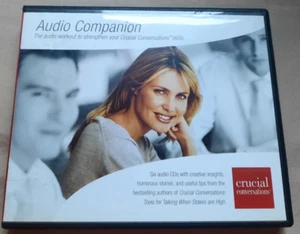 Audio Companion
The audio workout to strengthen your Crucial Conversations™ skills.
Six audio CDs with creative insights,
humorous stories, and useful tips from the
bestselling authors of Crucial Conversations:
Tools for Talking When Stakes are High.
crucial
conversations